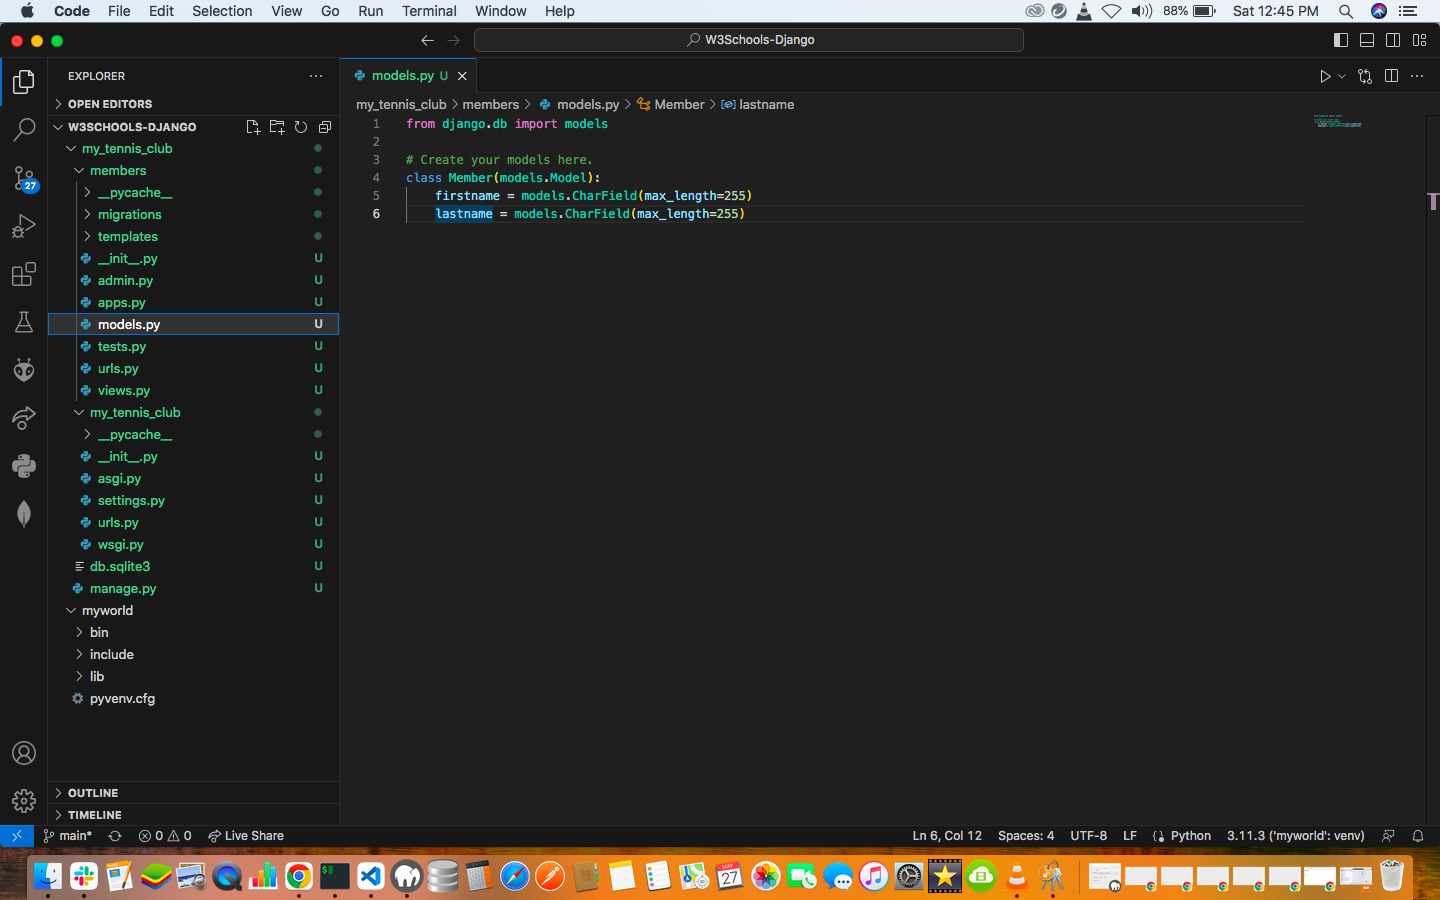 Code File Edit Selection View Go Run Terminal Window Help 88% Sat 12:45 PM
W3Schools-Django
EXPLORER
OPEN EDITORS
W3SCHOOLS-DJANGO
my_tennis_club
members
__pycache__
migrations
templates
__init__.py U
admin.py U
apps.py U
models.py U
tests.py U
urls.py U
views.py U
my_tennis_club
__pycache__
__init__.py U
asgi.py U
settings.py U
urls.py U
wsgi.py U
db.sqlite3 U
manage.py U
myworld
bin
include
lib
pyvenv.cfg
OUTLINE
TIMELINE
models.py U
my_tennis_club > members > models.py > Member > lastname
1 from django.db import models
2
3 # Create your models here.
4 class Member(models.Model):
5 firstname = models.CharField(max_length=255)
6 lastname = models.CharField(max_length=255)
27
main* 0 0 Live Share Ln 6, Col 12 Spaces: 4 UTF-8 LF Python 3.11.3 ('myworld': venv)
MAY
27